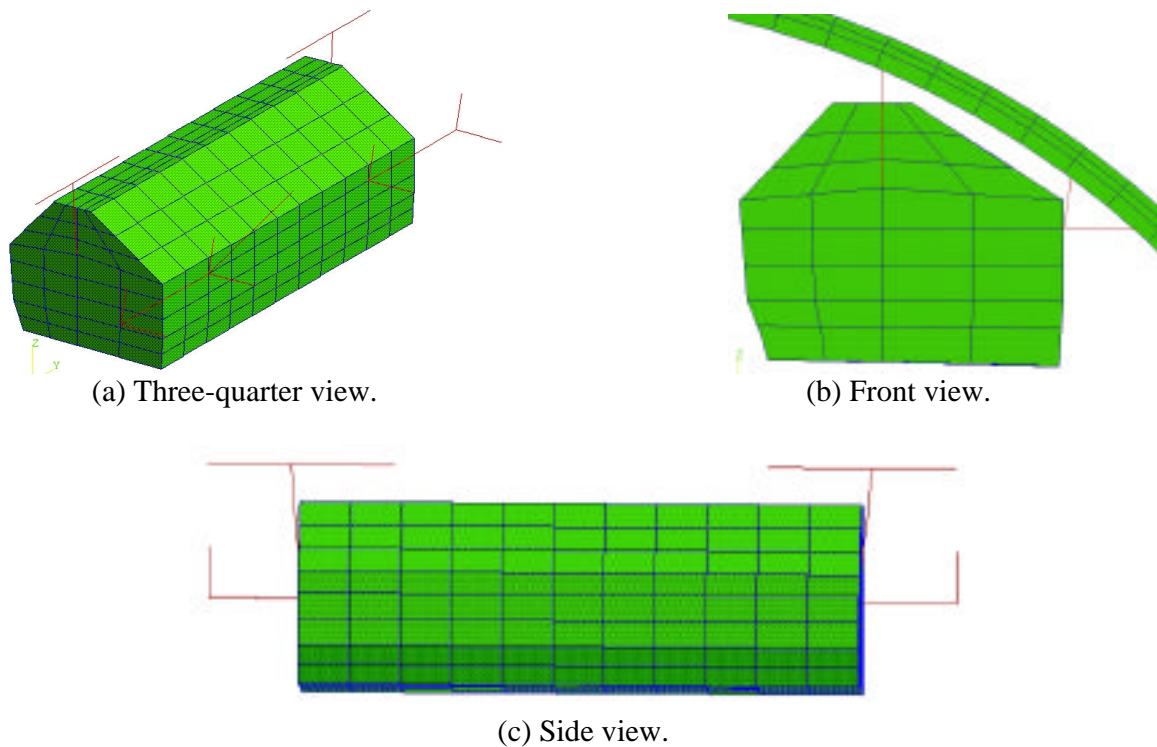 Z
Y
(a) Three-quarter view.
Z
(b) Front view.
(c) Side view.